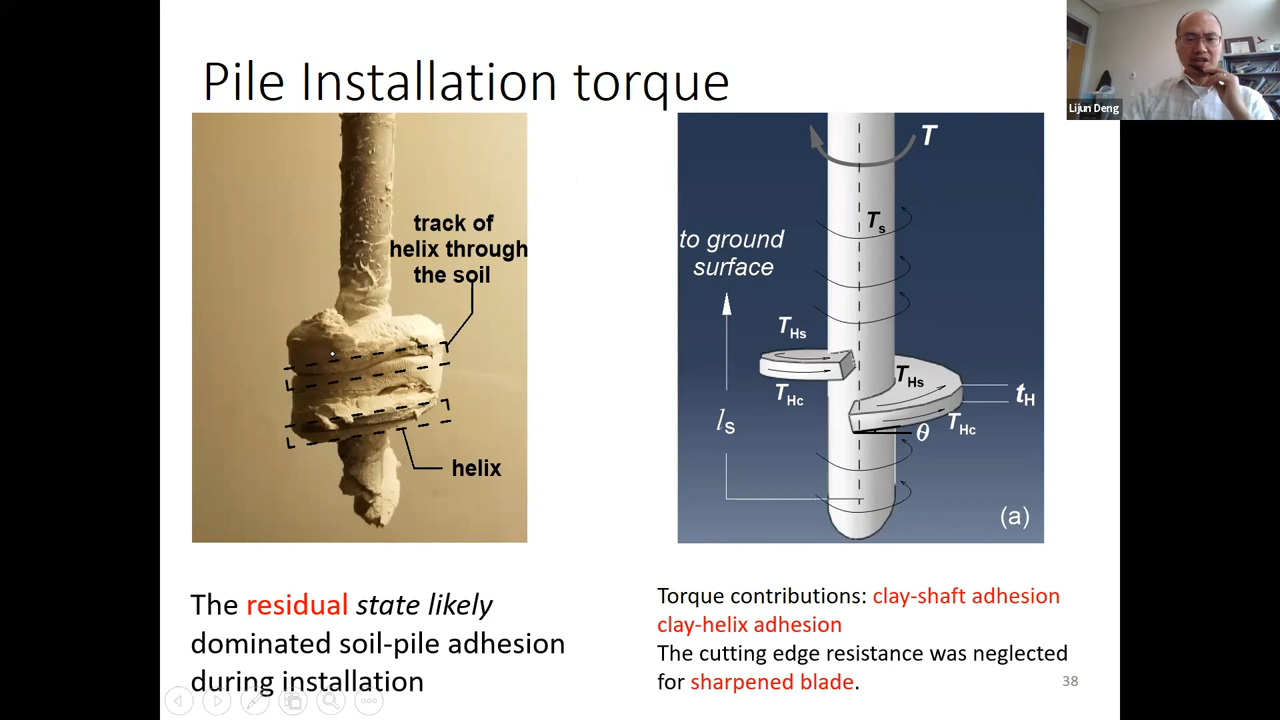 Pile Installation torque
Lijun Deng
track of
helix through
the soil
helix
T
Ts
to ground
surface
THs
THs
tH
THc
THc
ls
θ
(a)
The residual state likely
dominated soil-pile adhesion
during installation
Torque contributions: clay-shaft adhesion
clay-helix adhesion
The cutting edge resistance was neglected
for sharpened blade.
38